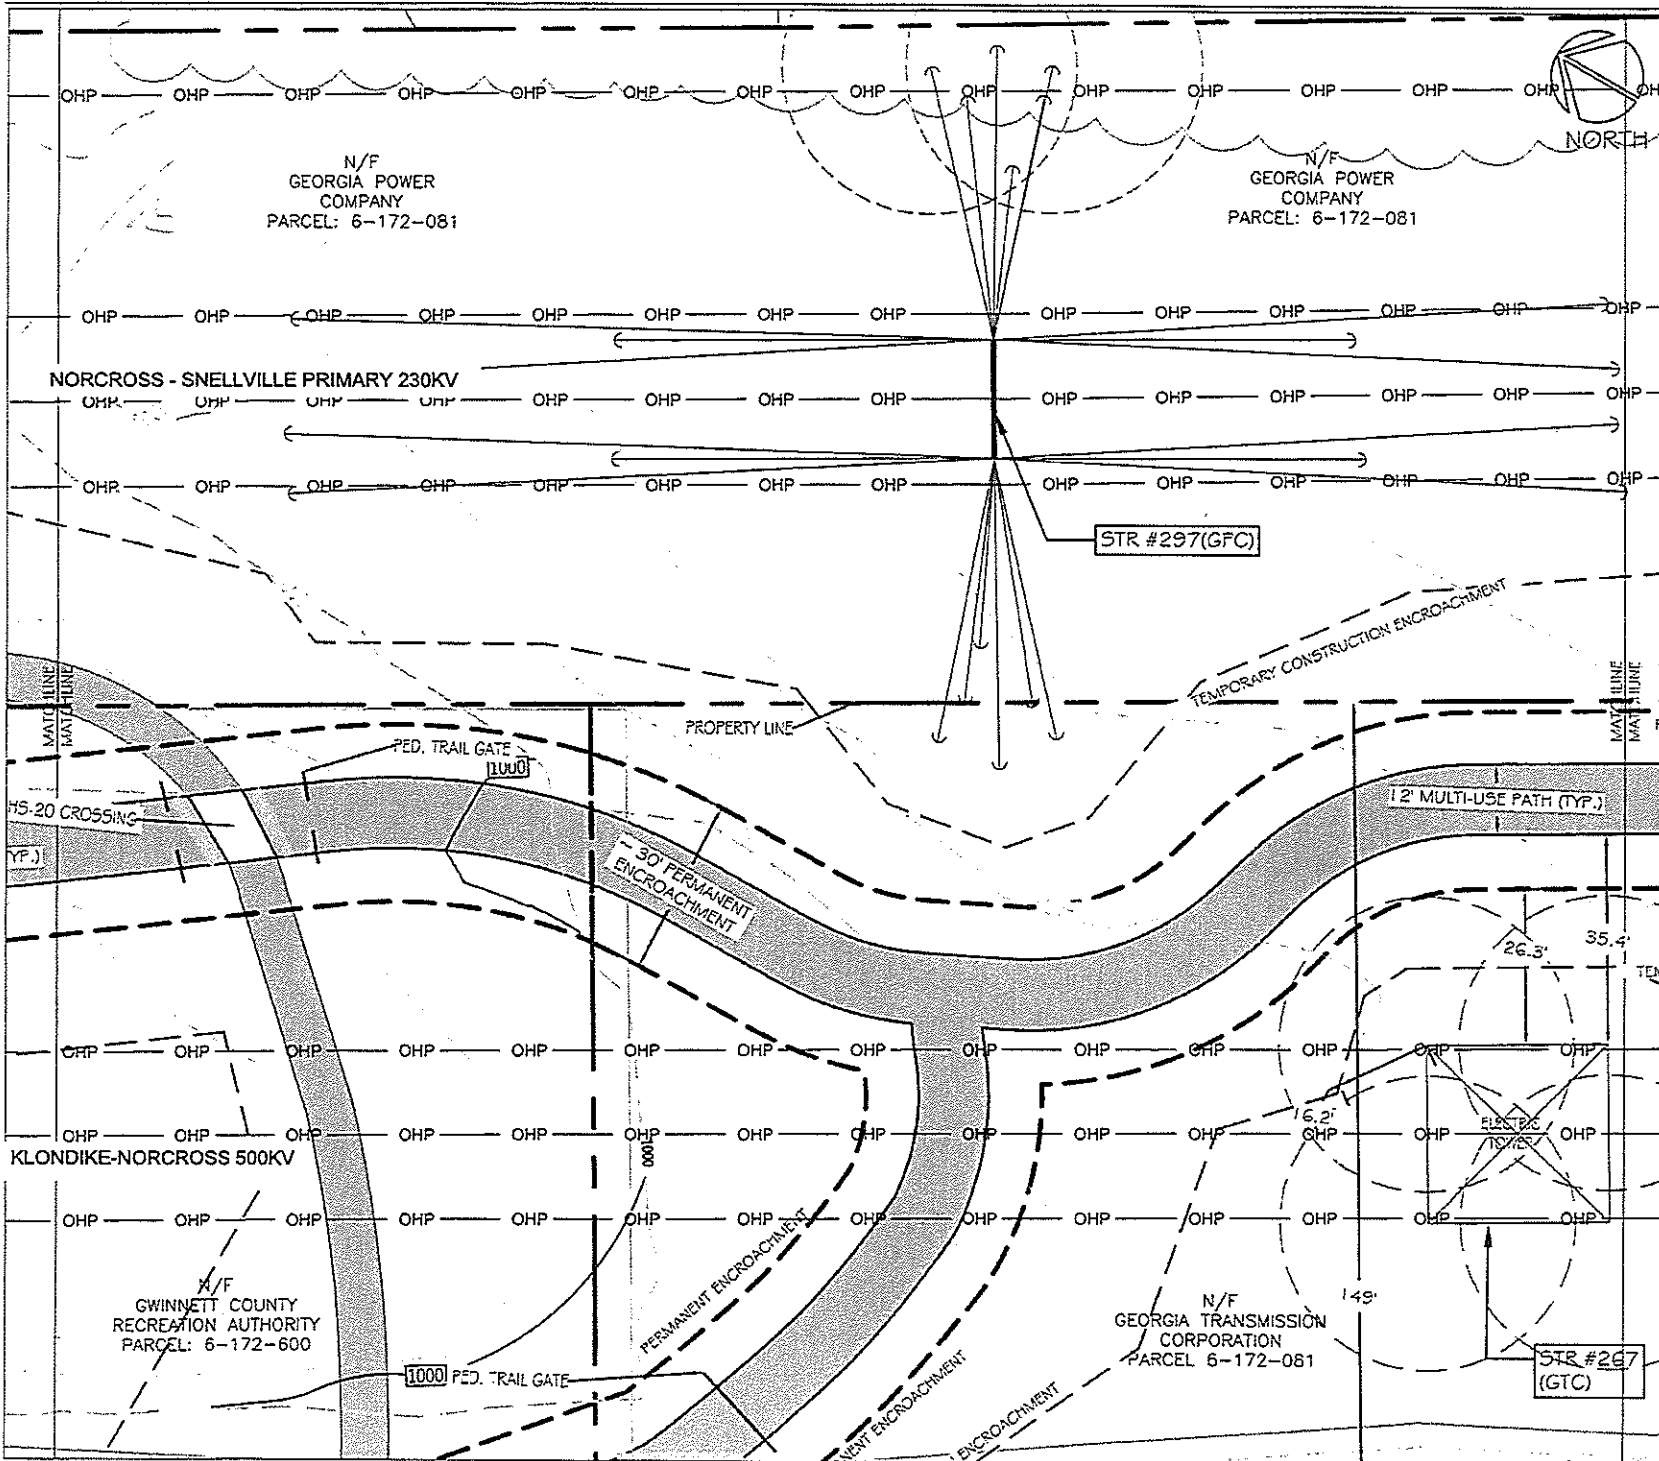 OHP OHP OHP OHP OHP OHP OHP OHP OHP OHP OHP OHP OHP OHP OH
NORTH
N/F
GEORGIA POWER
COMPANY
PARCEL: 6-172-081
N/F
GEORGIA POWER
COMPANY
PARCEL: 6-172-081
OHP OHP OHP OHP OHP OHP OHP OHP OHP OHP OHP OHP OHP OHP
NORCROSS - SNELLVILLE PRIMARY 230KV
OHP OHP OHP OHP OHP OHP OHP OHP OHP OHP OHP OHP OHP OHP
OHP OHP OHP OHP OHP OHP OHP OHP OHP OHP OHP OHP OHP OHP
STR #297(GPC)
TEMPORARY CONSTRUCTION ENCROACHMENT
MATCHLINE
MATCHLINE
MATCHLINE
MATCHLINE
PROPERTY LINE
PED. TRAIL GATE
1000
HS-20 CROSSING
YP.)
12' MULTI-USE PATH (TYP.)
~ 30' PERMANENT
ENCROACHMENT
26.3'
35.4'
TEM
OHP OHP OHP OHP OHP OHP OHP OHP OHP OHP OHP OHP OHP OHP
16.2'
OHP OHP OHP OHP OHP OHP OHP OHP OHP OHP OHP OHP OHP OHP
ELECTRIC
TOWER
KLONDIKE-NORCROSS 500KV
1000
OHP OHP OHP OHP OHP OHP OHP OHP OHP OHP OHP OHP OHP OHP
PERMANENT ENCROACHMENT
N/F
GWINNETT COUNTY
RECREATION AUTHORITY
PARCEL: 6-172-600
N/F
GEORGIA TRANSMISSION
CORPORATION
PARCEL 6-172-081
149'
STR #267
(GTC)
1000 PED. TRAIL GATE
NENT ENCROACHMENT
ENCROACHMENT